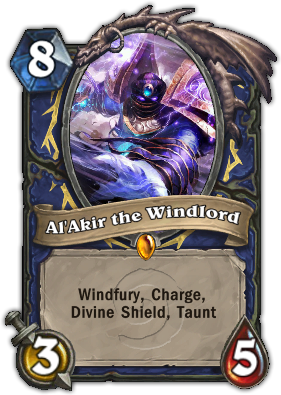 8
Al'Akir the Windlord
Windfury, Charge,
Divine Shield, Taunt
3
5